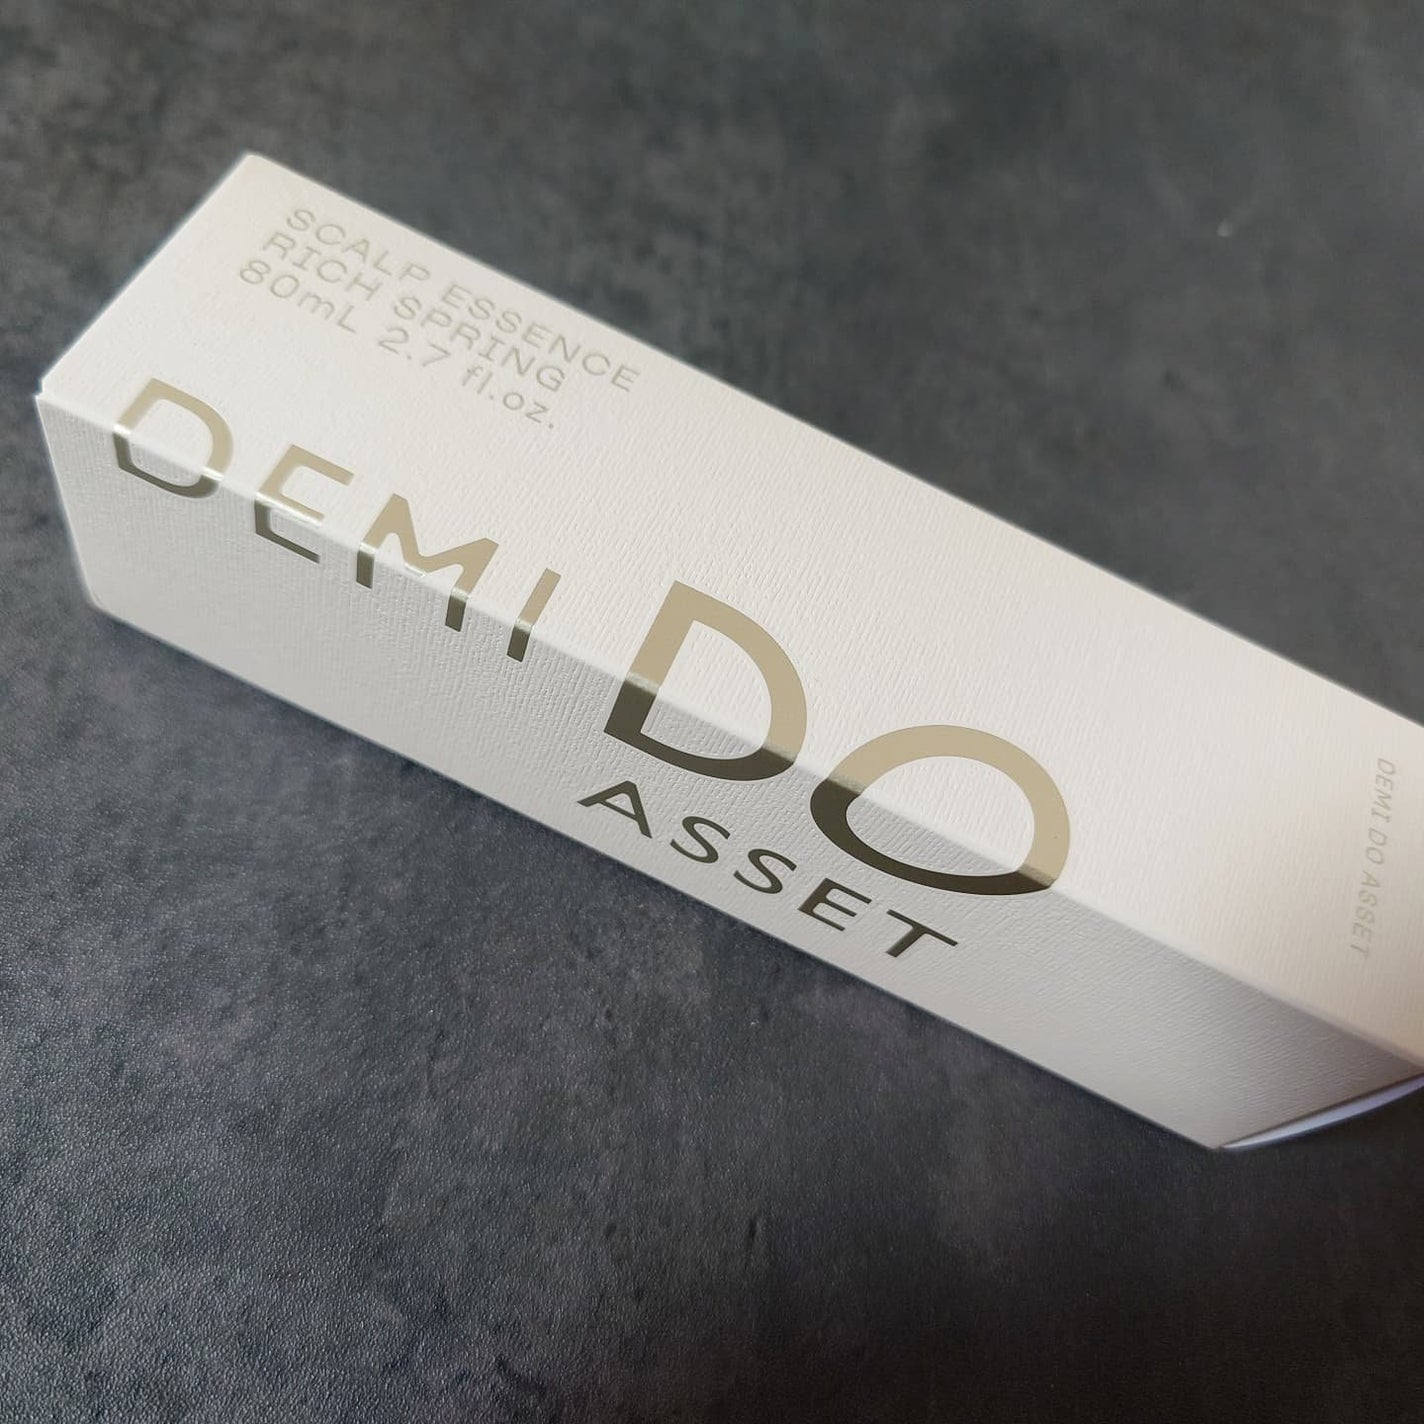 SCALP ESSENCE
RICH SPRING
80mL 2.7 fl.oz.
DEMI DO
ASSET
DEMI DO ASSET